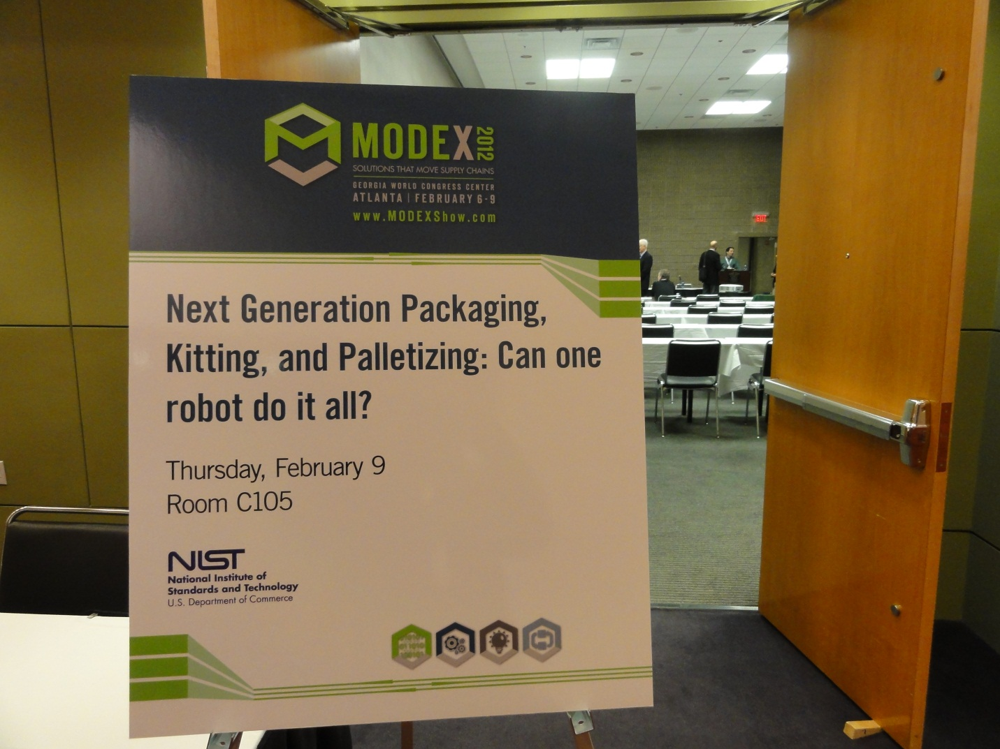 MODEX 2012
SOLUTIONS THAT MOVE SUPPLY CHAINS
GEORGIA WORLD CONGRESS CENTER
ATLANTA | FEBRUARY 6-9
www.MODEXShow.com
EXIT
Next Generation Packaging,
Kitting, and Palletizing: Can one
robot do it all?
Thursday, February 9
Room C105
NIST
National Institute of
Standards and Technology
U.S. Department of Commerce